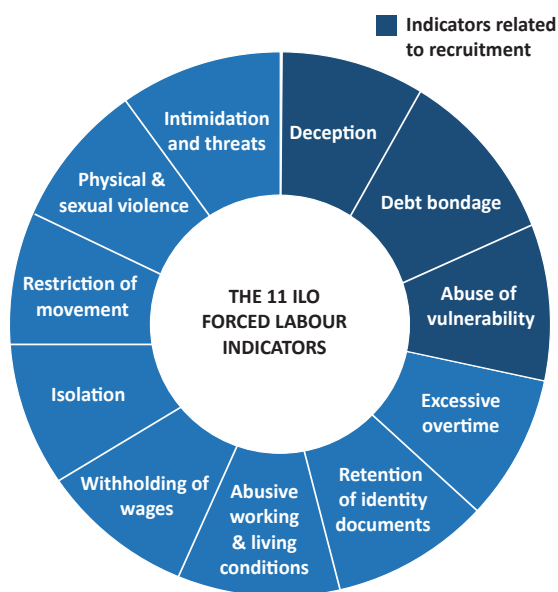 Indicators related
to recruitment
Intimidation
and threats
Deception
Debt bondage
Abuse of
vulnerability
Excessive
overtime
Retention
of identity
documents
Abusive
working
& living
conditions
Withholding of
wages
Isolation
Restriction of
movement
Physical &
sexual violence
THE 11 ILO
FORCED LABOUR
INDICATORS